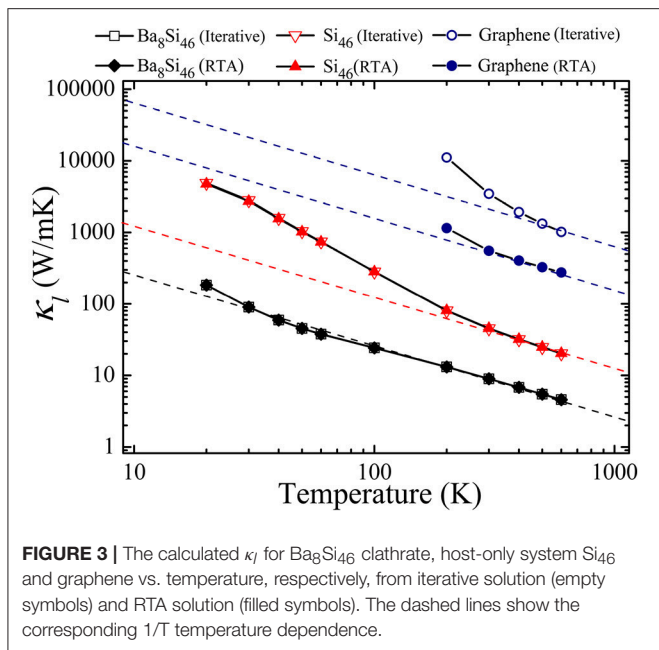 Ba₈Si₄₆ (Iterative) Si₄₆ (Iterative) Graphene (Iterative)
Ba₈Si₄₆ (RTA) Si₄₆(RTA) Graphene (RTA)
100000
10000
1000
100
10
1
κₗ (W/mK)
10 100 1000
Temperature (K)
FIGURE 3 | The calculated κₗ for Ba₈Si₄₆ clathrate, host-only system Si₄₆
and graphene vs. temperature, respectively, from iterative solution (empty
symbols) and RTA solution (filled symbols). The dashed lines show the
corresponding 1/T temperature dependence.